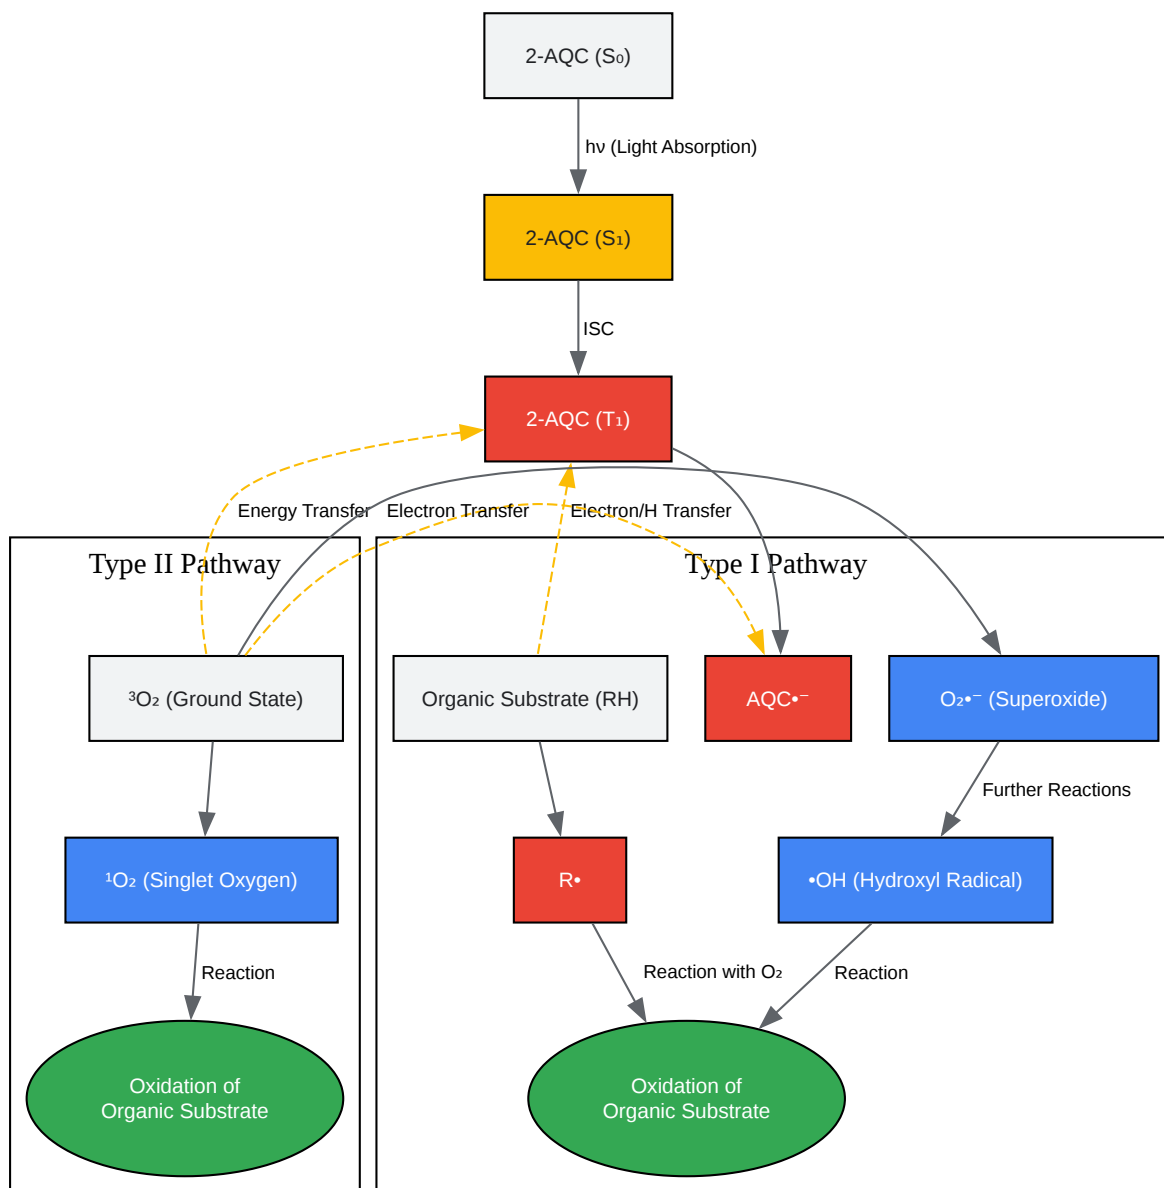 2-AQC (S₀)
hν (Light Absorption)
2-AQC (S₁)
ISC
2-AQC (T₁)
Energy Transfer
Electron Transfer
Electron/H Transfer
Type II Pathway
Type I Pathway
³O₂ (Ground State)
Organic Substrate (RH)
AQC•⁻
O₂•⁻ (Superoxide)
Further Reactions
¹O₂ (Singlet Oxygen)
R•
•OH (Hydroxyl Radical)
Reaction
Reaction with O₂
Reaction
Oxidation of
Organic Substrate
Oxidation of
Organic Substrate